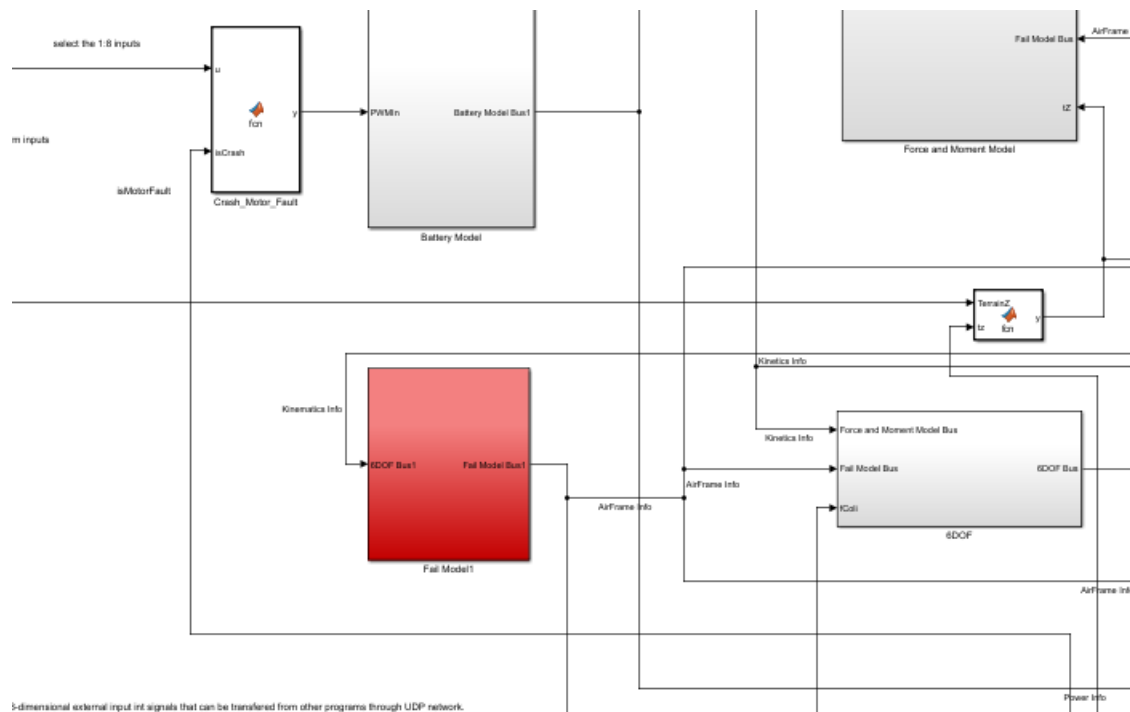 select the 1:8 inputs
u
fcn
y
isCrash
m inputs
isMotorFault
Crash_Motor_Fault
PWMIn
Battery Model Bus1
Battery Model
Fail Model Bus
AirFrame
tZ
Force and Moment Model
TerrainZ
tz
fcn
y
Kinetics Info
Kinematics Info
6DOF Bus1
Fail Model Bus1
Fail Model1
AirFrame Info
Kinetics Info
Force and Moment Model Bus
Fail Model Bus
6DOF Bus
AirFrame Info
fColi
6DOF
AirFrame Inf
Power Info
-dimensional external input int signals that can be transfered from other programs through UDP network.